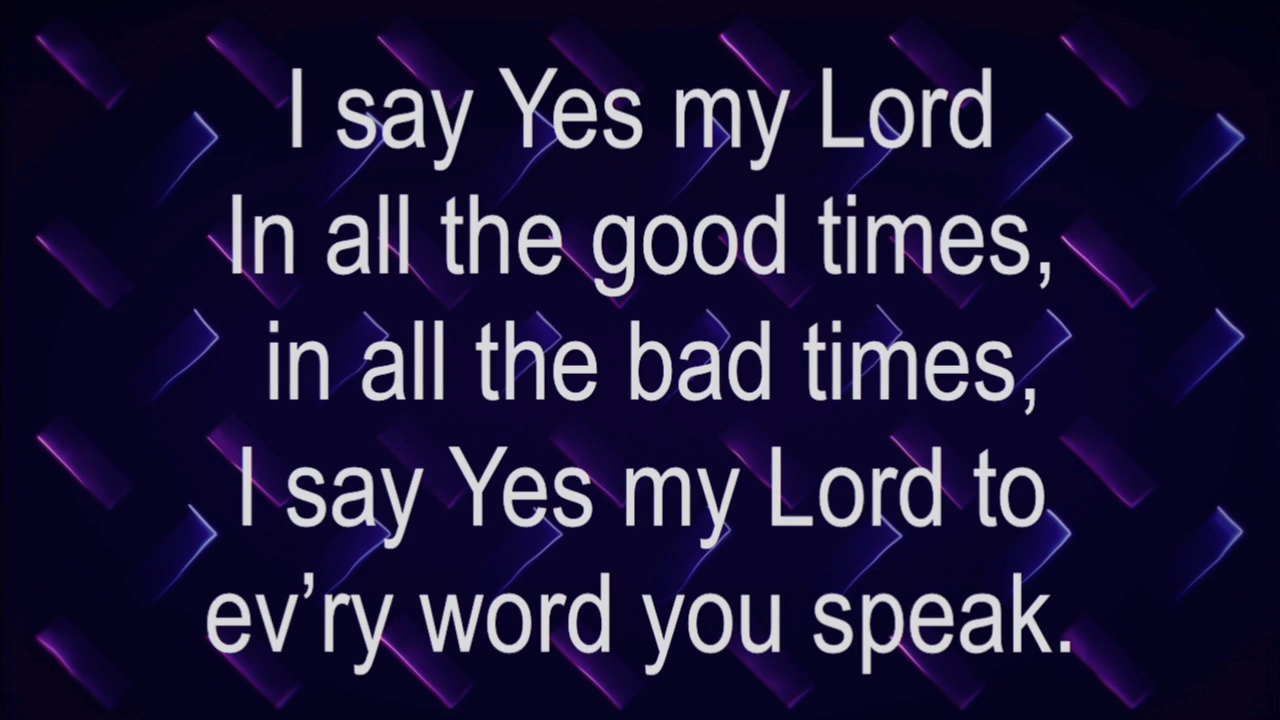 I say Yes my Lord
In all the good times,
in all the bad times,
I say Yes my Lord to
ev’ry word you speak.